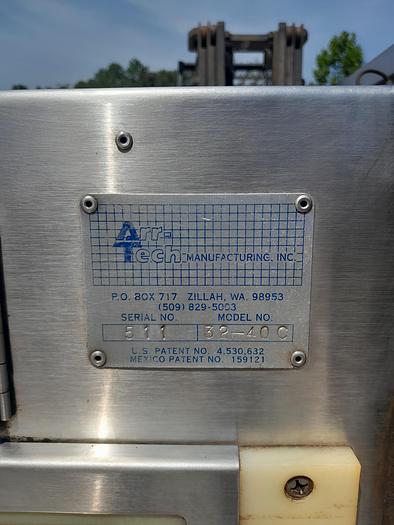 Arr-
Tech MANUFACTURING, INC.
P.O. BOX 717 ZILLAH, WA. 98953
(509) 829-5003
SERIAL NO. MODEL NO.
511 32-40C
U.S. PATENT NO. 4,530,632
MEXICO PATENT NO. 159121